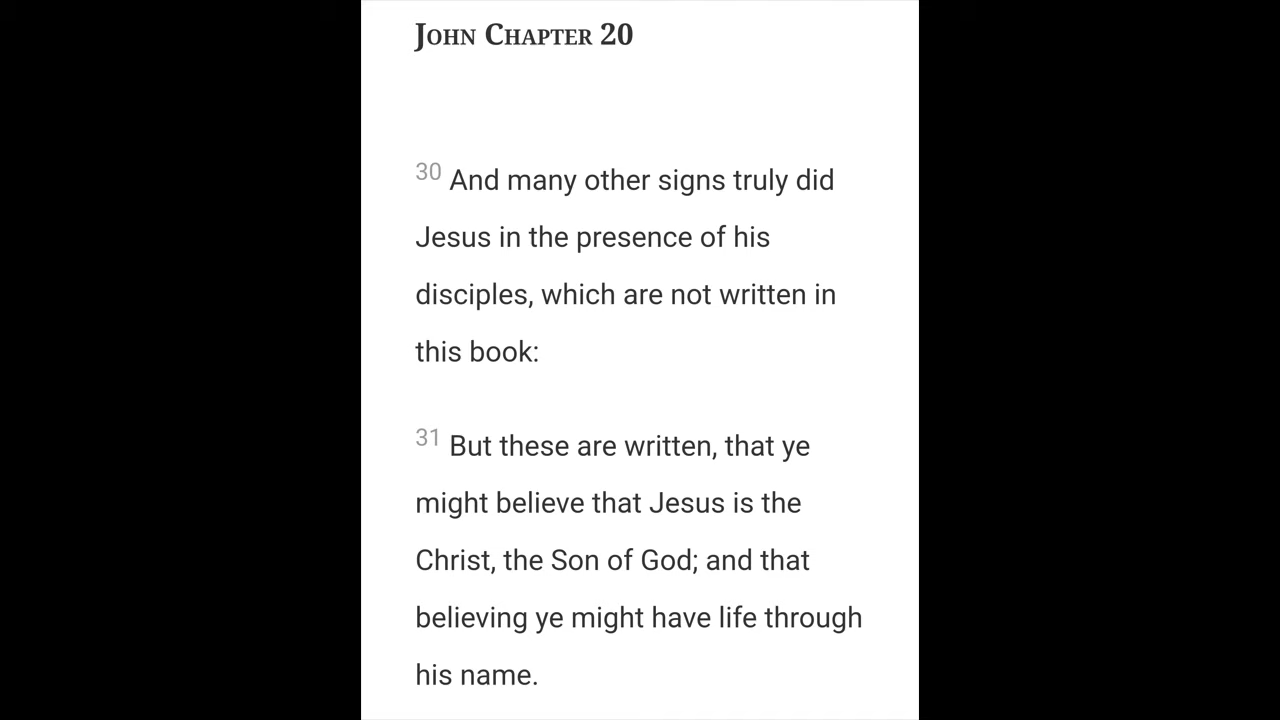 John Chapter 20
30 And many other signs truly did
Jesus in the presence of his
disciples, which are not written in
this book:
31 But these are written, that ye
might believe that Jesus is the
Christ, the Son of God; and that
believing ye might have life through
his name.